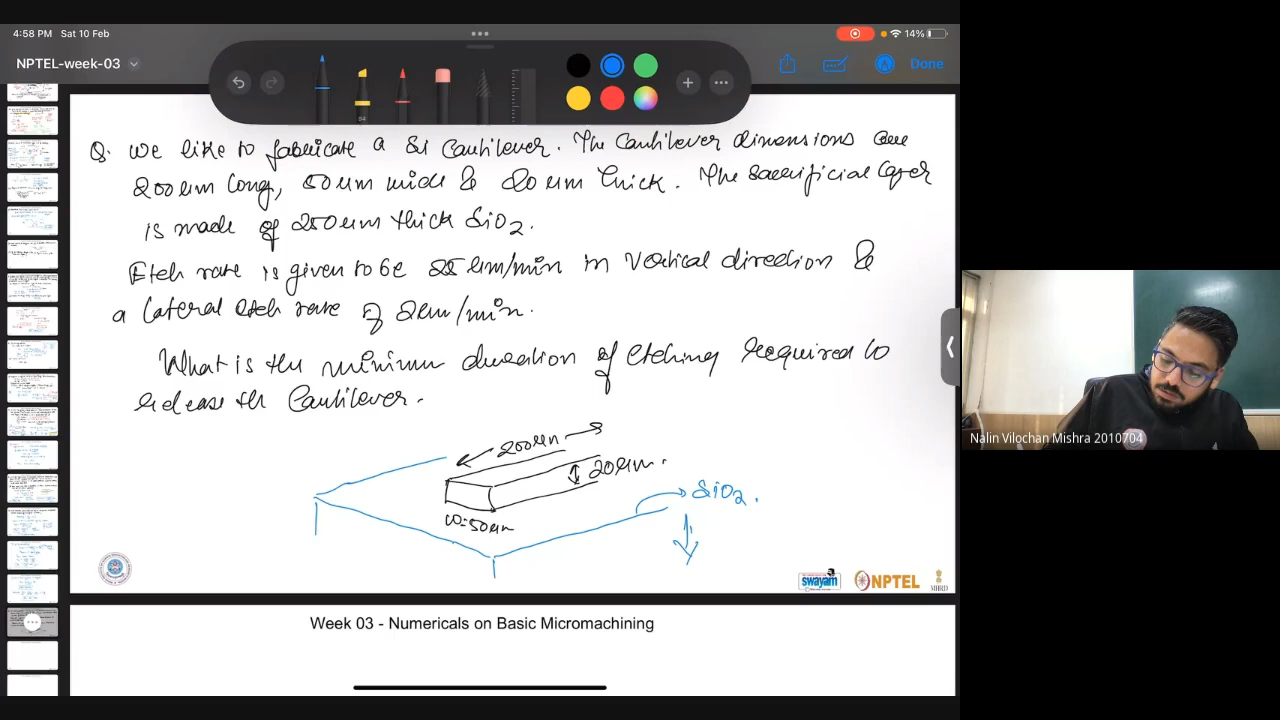 4:58 PM Sat 10 Feb
14%
NPTEL-week-03
Done
94
Q. We like to fabricate a Si Cantilever. The Cantilever dimensions are
200um long, 50um wide & 20um thick. The sacrificial layer
is made of 200um thick SiO2.
Etch rate is given to be um/min in vertical direction &
a lateral etch rate of 2um/min.
What is the minimum duration of etching required to
release the Cantilever.
200um
20um.
SiO2.
w=50um
swayam
NPTEL
MHRD
Week 03 - Numericals on Basic Micromachining
Nalin Vilochan Mishra 2010704